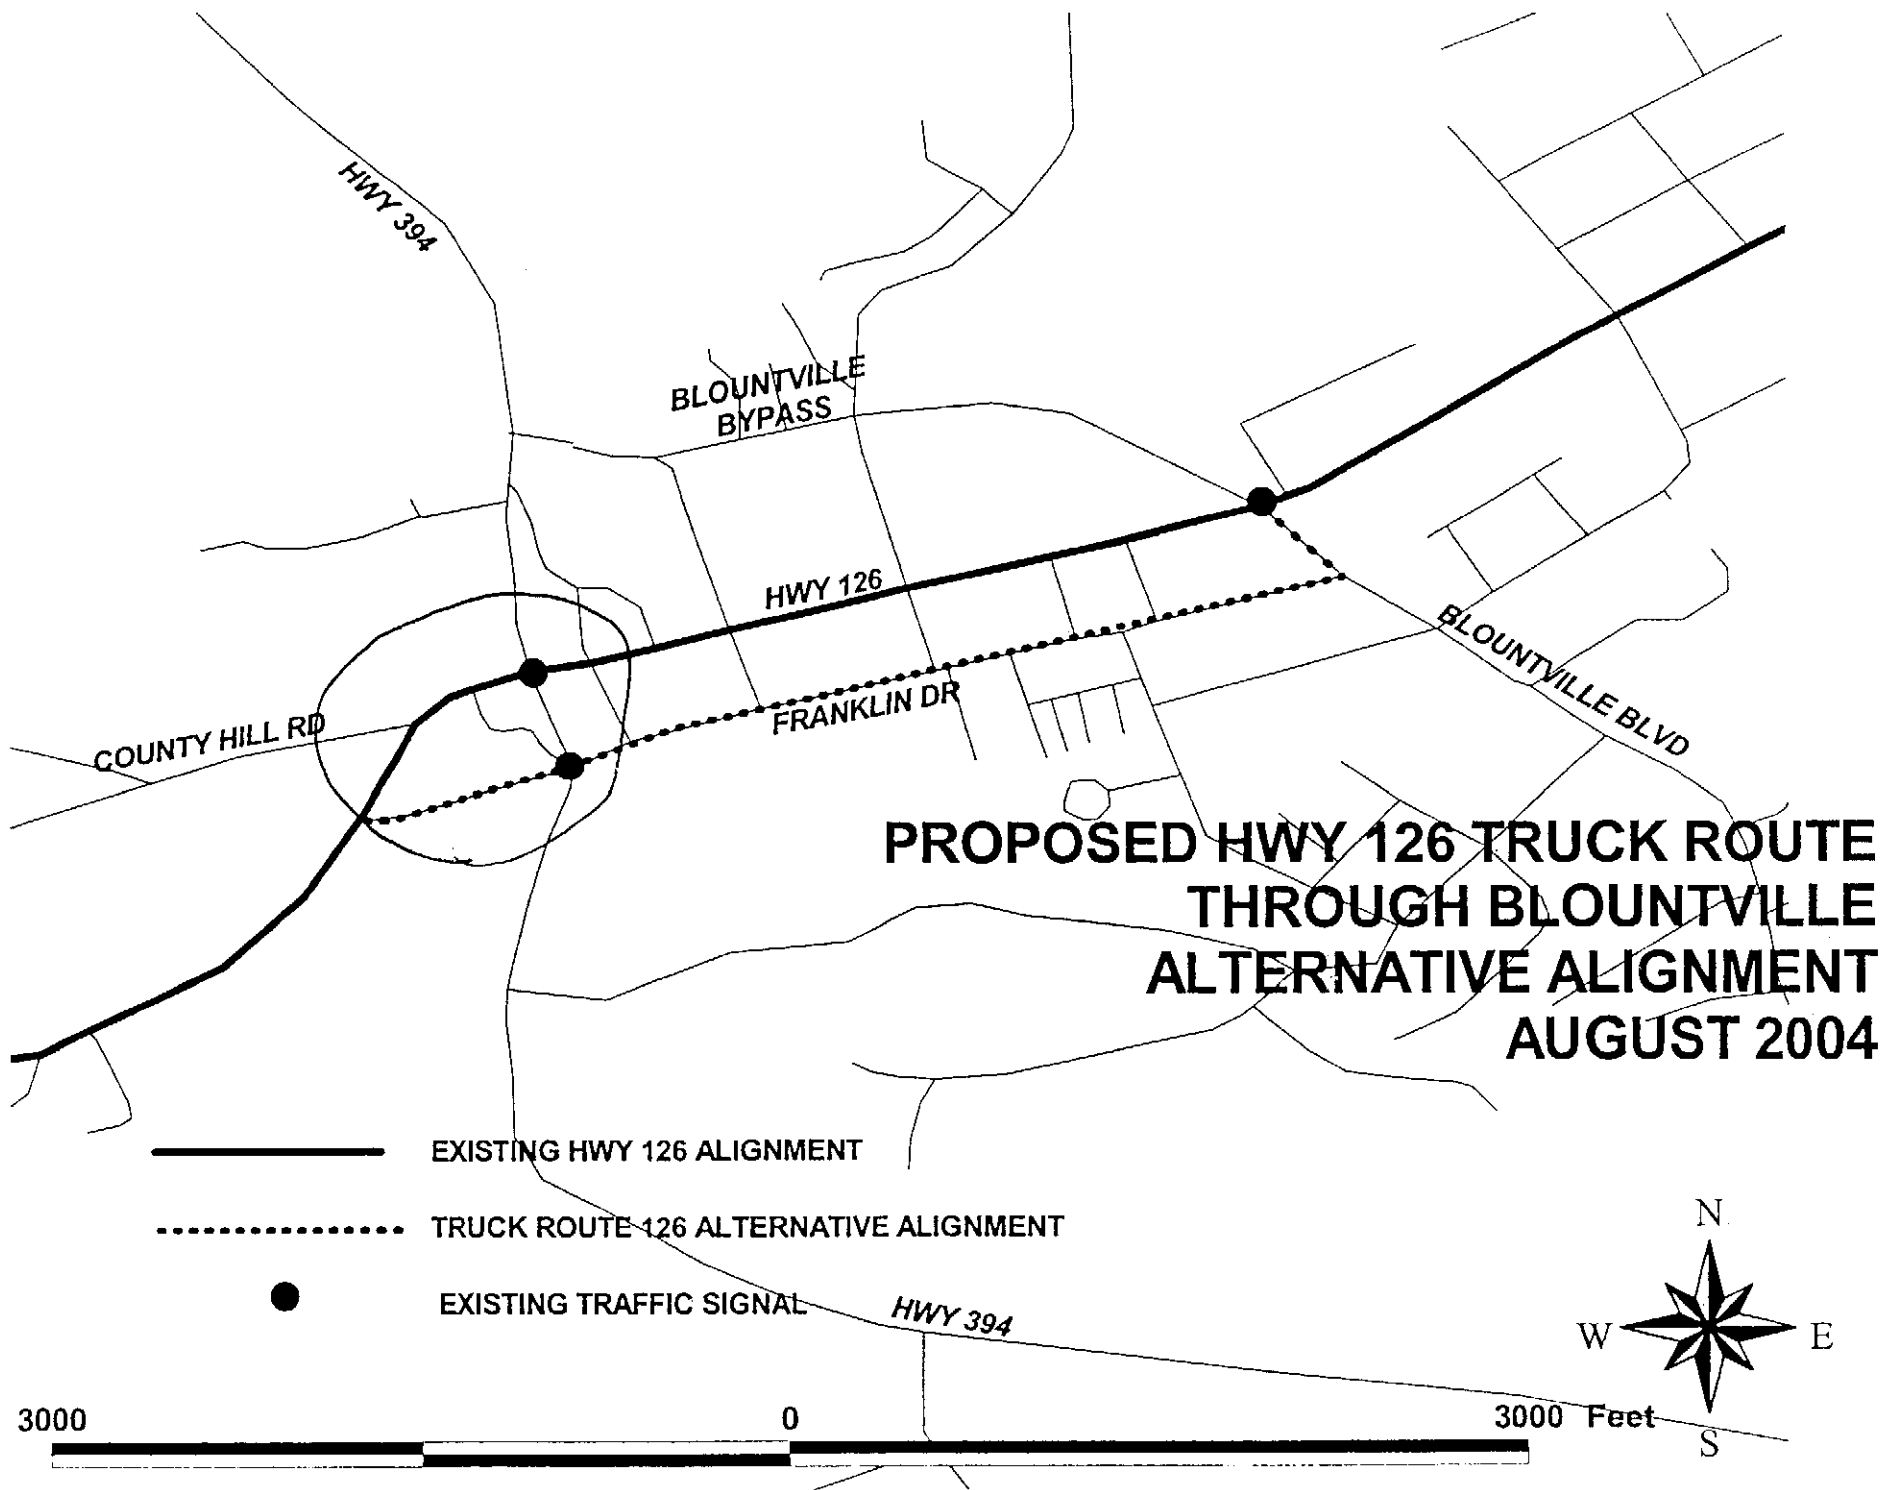 HWY 394
BLOUNTVILLE
BYPASS
HWY 126
COUNTY HILL RD
FRANKLIN DR
BLOUNTVILLE BLVD
PROPOSED HWY 126 TRUCK ROUTE
THROUGH BLOUNTVILLE
ALTERNATIVE ALIGNMENT
AUGUST 2004
EXISTING HWY 126 ALIGNMENT
TRUCK ROUTE 126 ALTERNATIVE ALIGNMENT
EXISTING TRAFFIC SIGNAL
HWY 394
N
W E
S
3000 0 3000 Feet